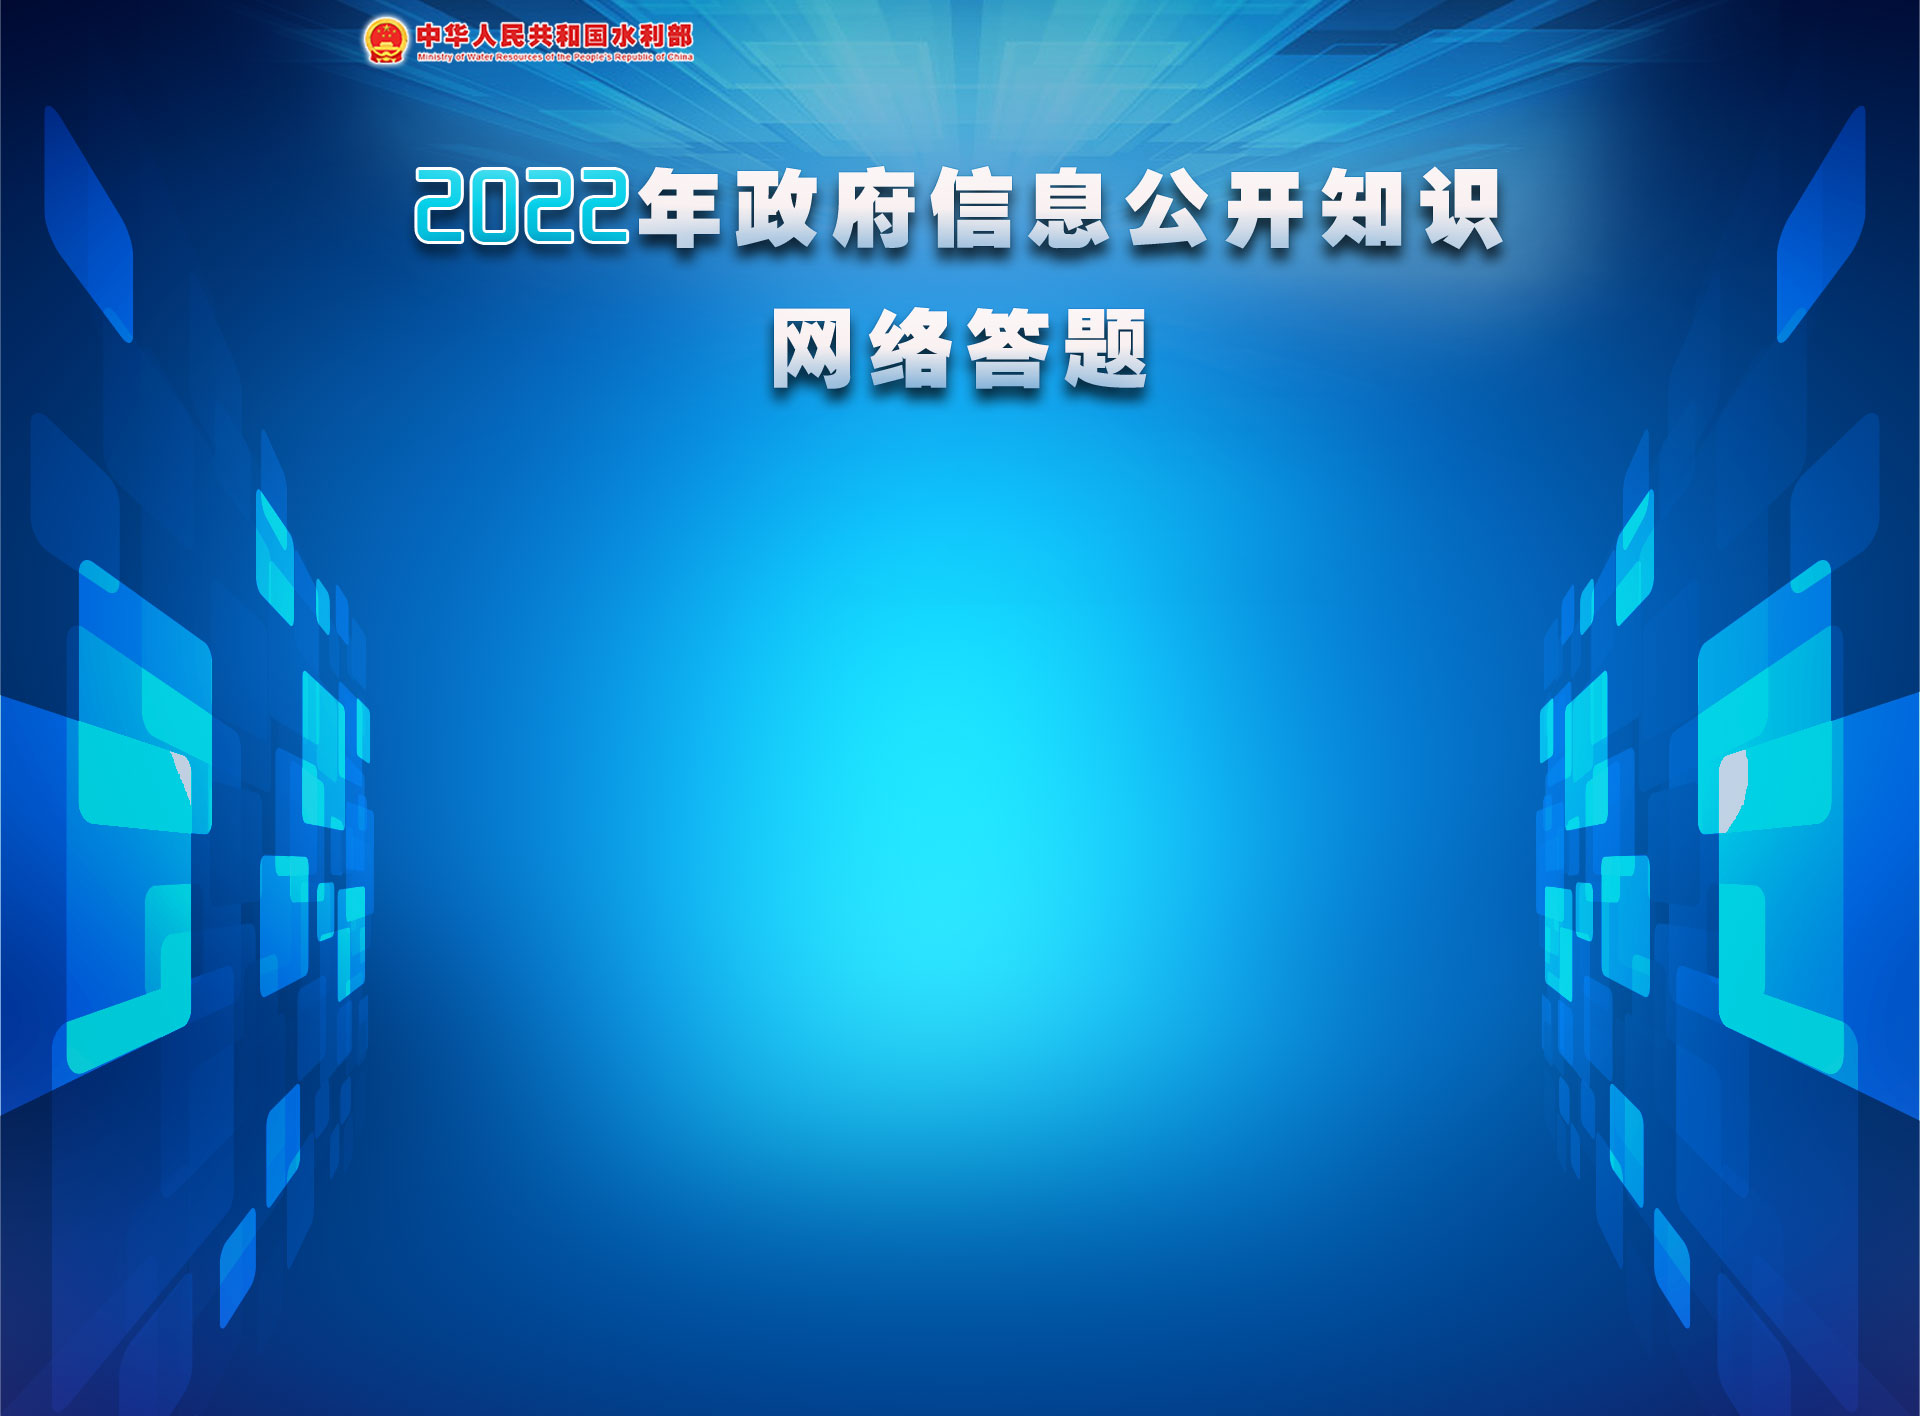 中华人民共和国水利部
Ministry of Water Resources of the People's Republic of China
2022年政府信息公开知识
网络答题